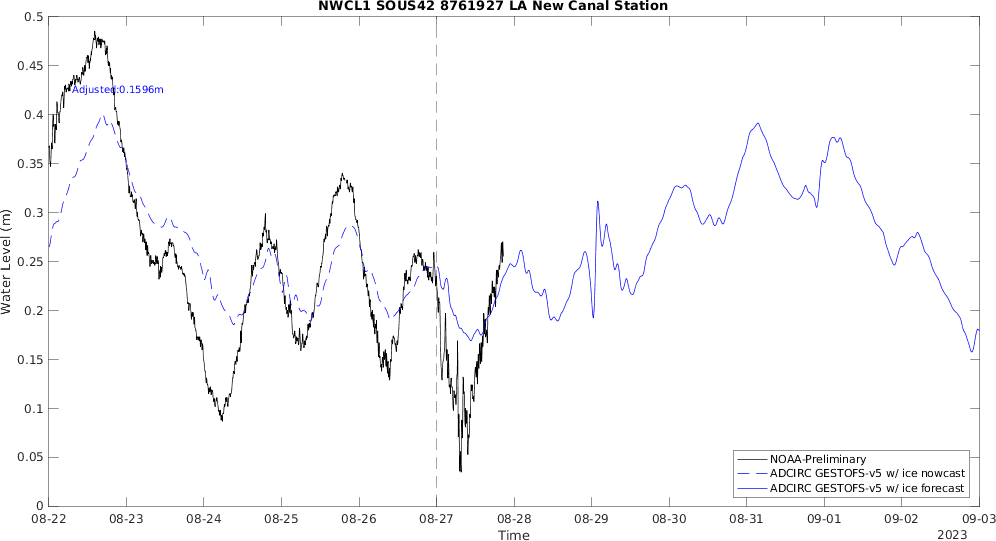 NWCL1 SOUS42 8761927 LA New Canal Station
0.5
0.45
0.4
0.35
0.3
0.25
0.2
0.15
0.1
0.05
0
Water Level (m)
Adjusted:0.1596m
NOAA-Preliminary
ADCIRC GESTOFS-v5 w/ ice nowcast
ADCIRC GESTOFS-v5 w/ ice forecast
08-22 08-23 08-24 08-25 08-26 08-27 08-28 08-29 08-30 08-31 09-01 09-02 09-03
Time
2023